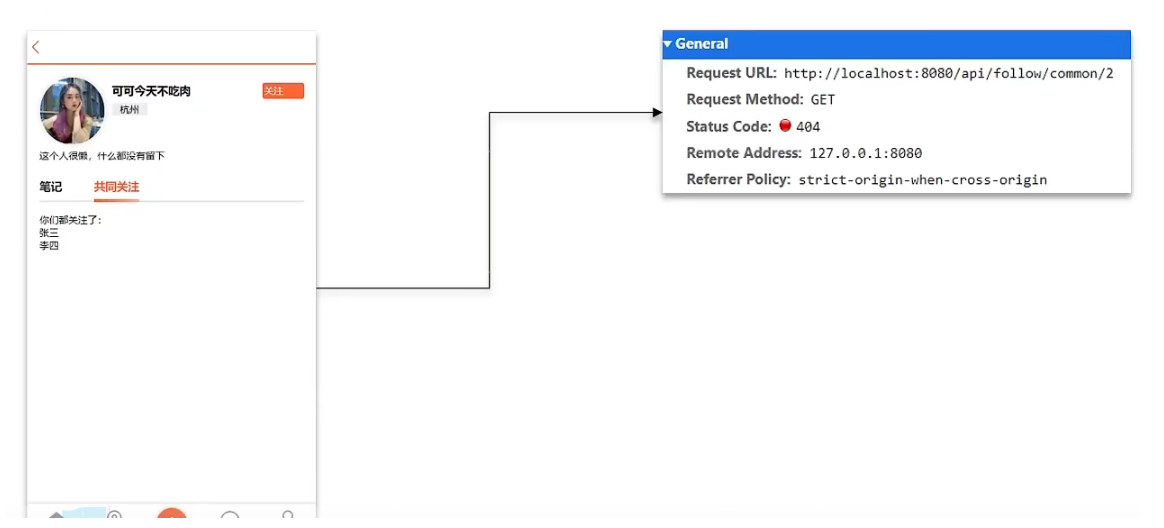 可可今天不吃肉
关注
杭州
这个人很懒，什么都没有留下
笔记 共同关注
你们都关注了：
张三
李四
General
Request URL: http://localhost:8080/api/follow/common/2
Request Method: GET
Status Code: 404
Remote Address: 127.0.0.1:8080
Referrer Policy: strict-origin-when-cross-origin